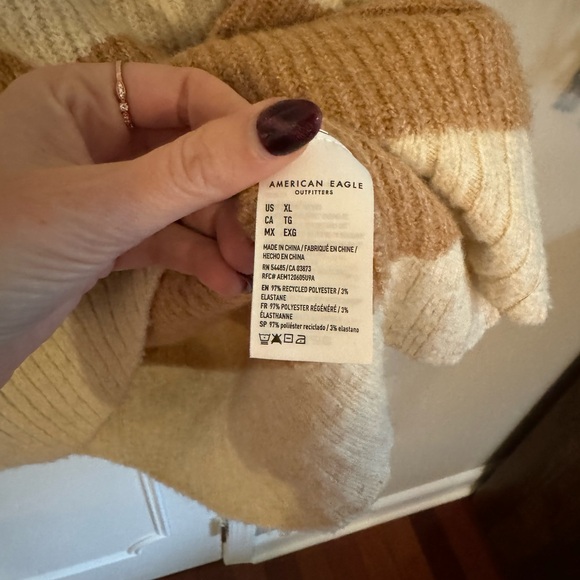 AMERICAN EAGLE
OUTFITTERS
US XL
CA TG
MX EXG
MADE IN CHINA / FABRIQUÉ EN CHINE /
HECHO EN CHINA
RN 54485/CA 03873
RFC# AEM120605U9A
EN 97% RECYCLED POLYESTER / 3%
ELASTANE
FR 97% POLYESTER RÉGÉNÉRÉ / 3%
ÉLASTHANNE
SP 97% poliéster reciclado / 3% elastano